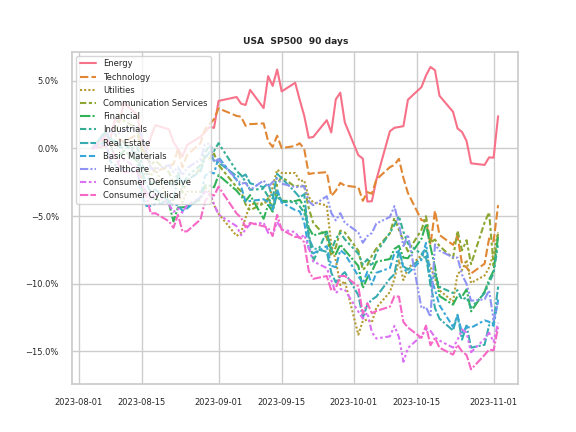 USA SP500 90 days
Energy
Technology
Utilities
Communication Services
Financial
Industrials
Real Estate
Basic Materials
Healthcare
Consumer Defensive
Consumer Cyclical
5.0%
0.0%
−5.0%
−10.0%
−15.0%
2023-08-01 2023-08-15 2023-09-01 2023-09-15 2023-10-01 2023-10-15 2023-11-01